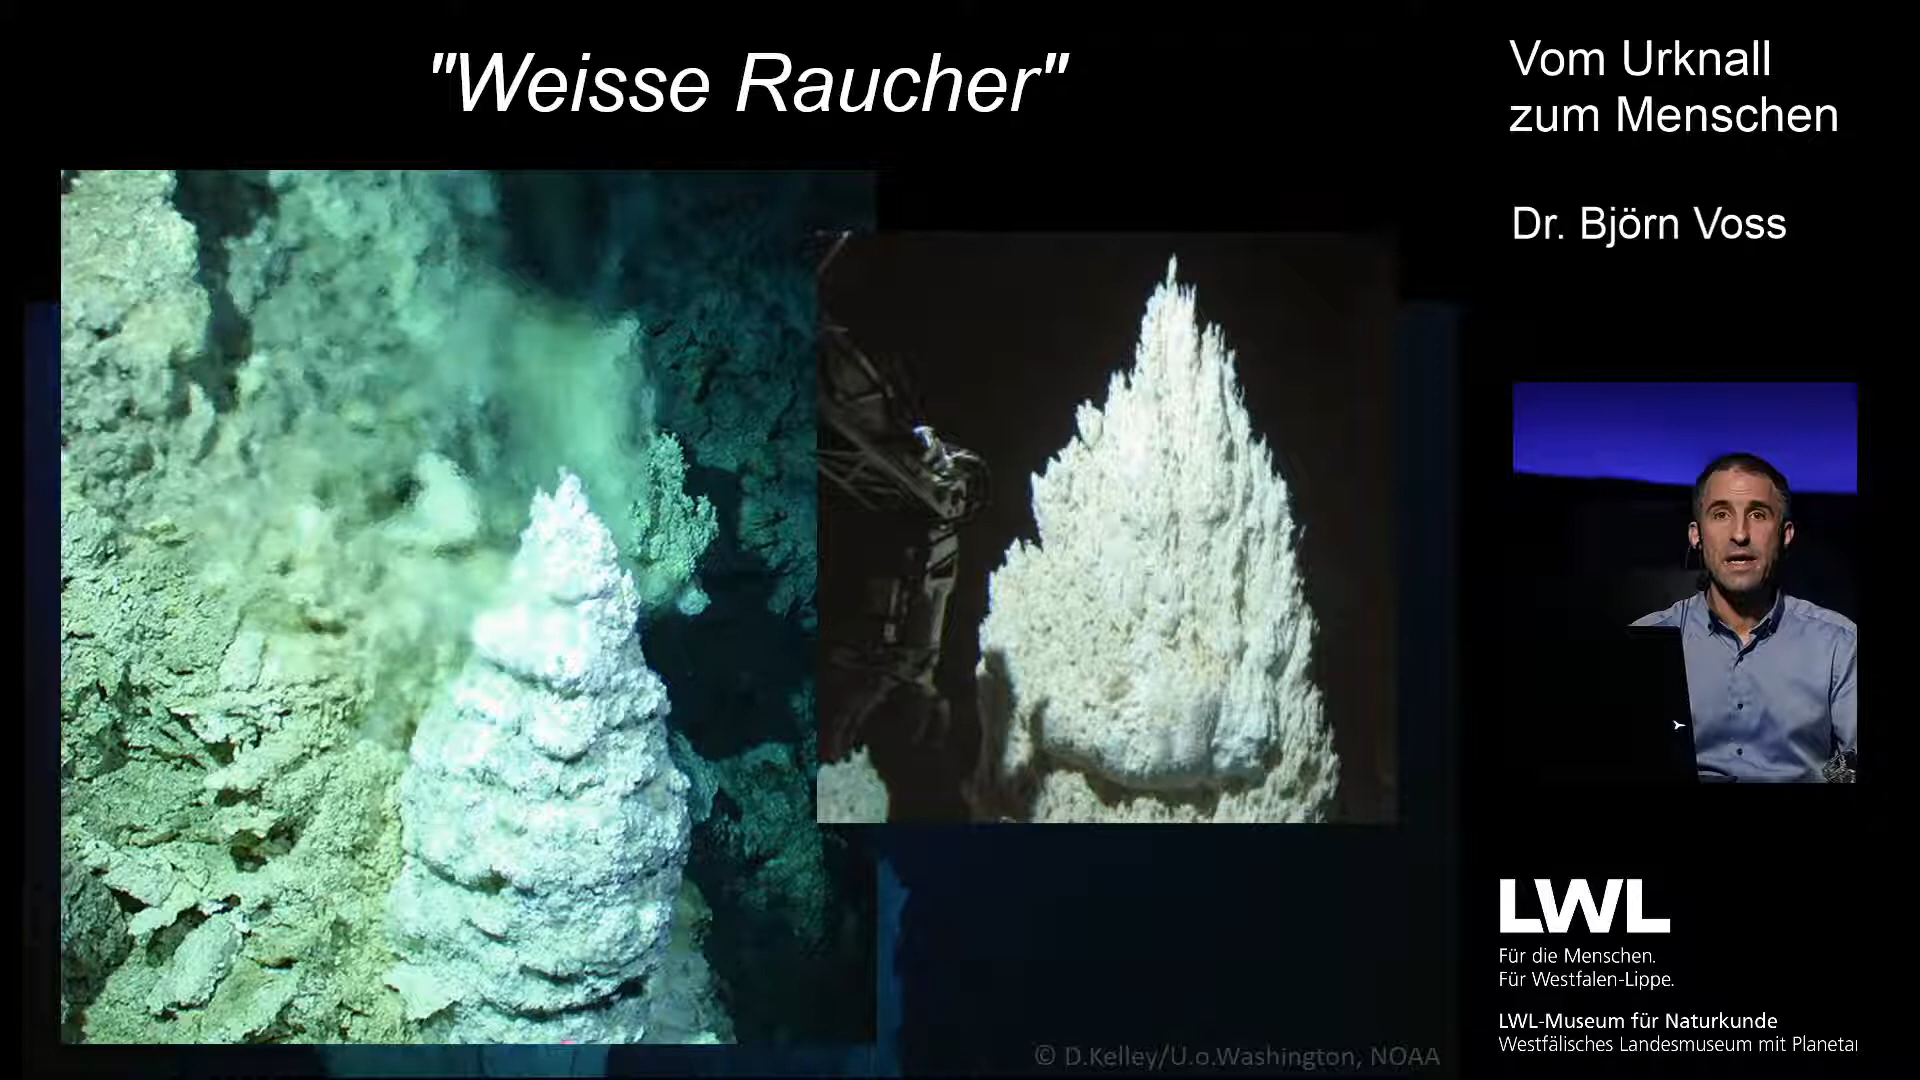 "Weisse Raucher"
Vom Urknall
zum Menschen
Dr. Björn Voss
LWL
Für die Menschen.
Für Westfalen-Lippe.
LWL-Museum für Naturkunde
Westfälisches Landesmuseum mit Planetar
© D.Kelley/U.o.Washington, NOAA